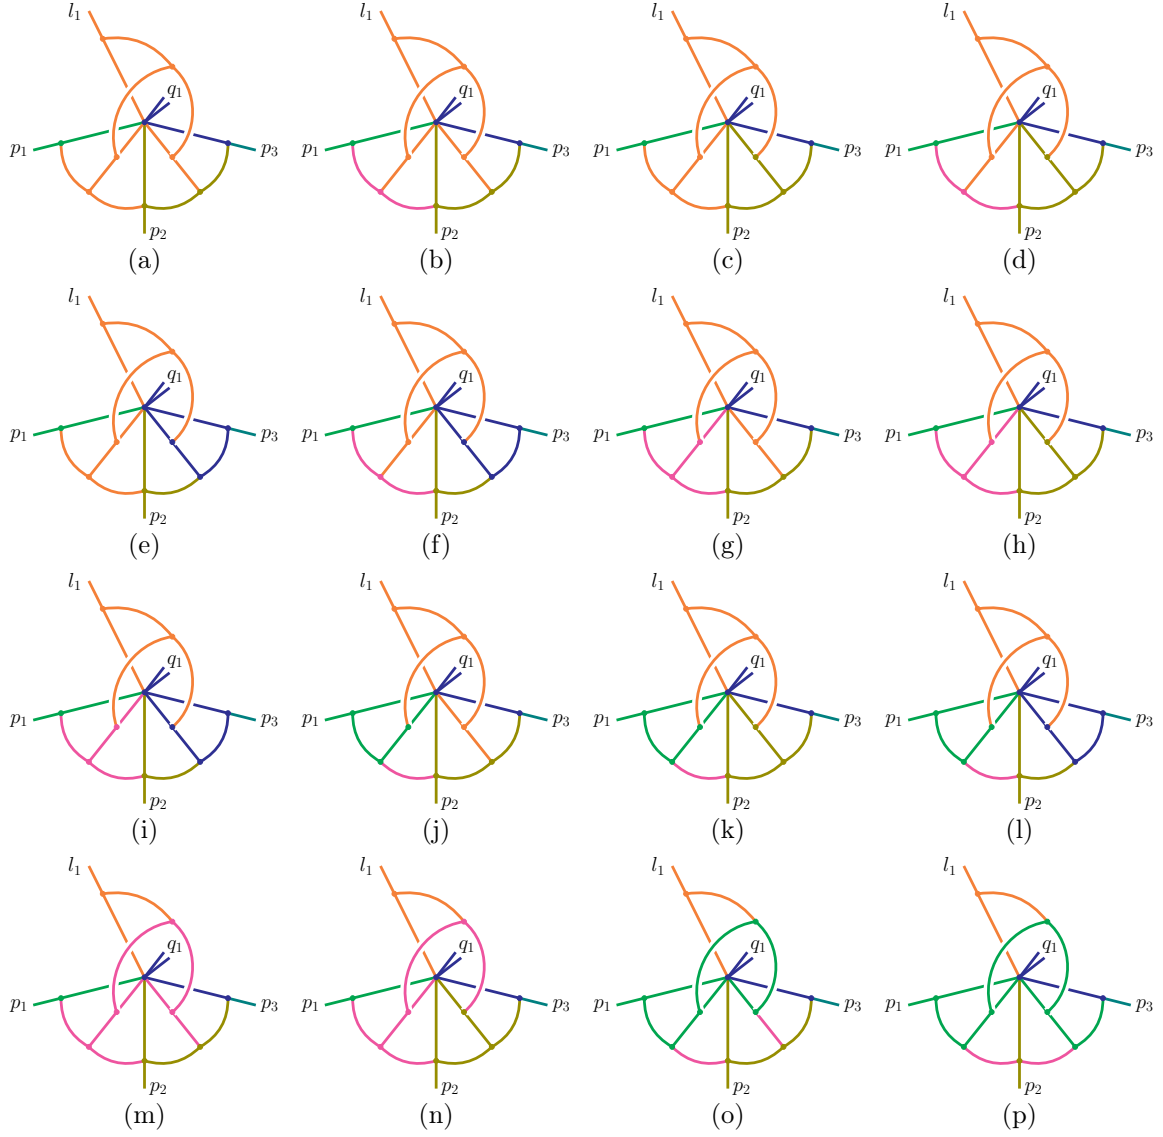 l₁ l₁ l₁ l₁
q₁ q₁ q₁ q₁
p₁ p₃ p₁ p₃ p₁ p₃ p₁ p₃
p₂ p₂ p₂ p₂
(a) (b) (c) (d)
l₁ l₁ l₁ l₁
q₁ q₁ q₁ q₁
p₁ p₃ p₁ p₃ p₁ p₃ p₁ p₃
p₂ p₂ p₂ p₂
(e) (f) (g) (h)
l₁ l₁ l₁ l₁
q₁ q₁ q₁ q₁
p₁ p₃ p₁ p₃ p₁ p₃ p₁ p₃
p₂ p₂ p₂ p₂
(i) (j) (k) (l)
l₁ l₁ l₁ l₁
q₁ q₁ q₁ q₁
p₁ p₃ p₁ p₃ p₁ p₃ p₁ p₃
p₂ p₂ p₂ p₂
(m) (n) (o) (p)